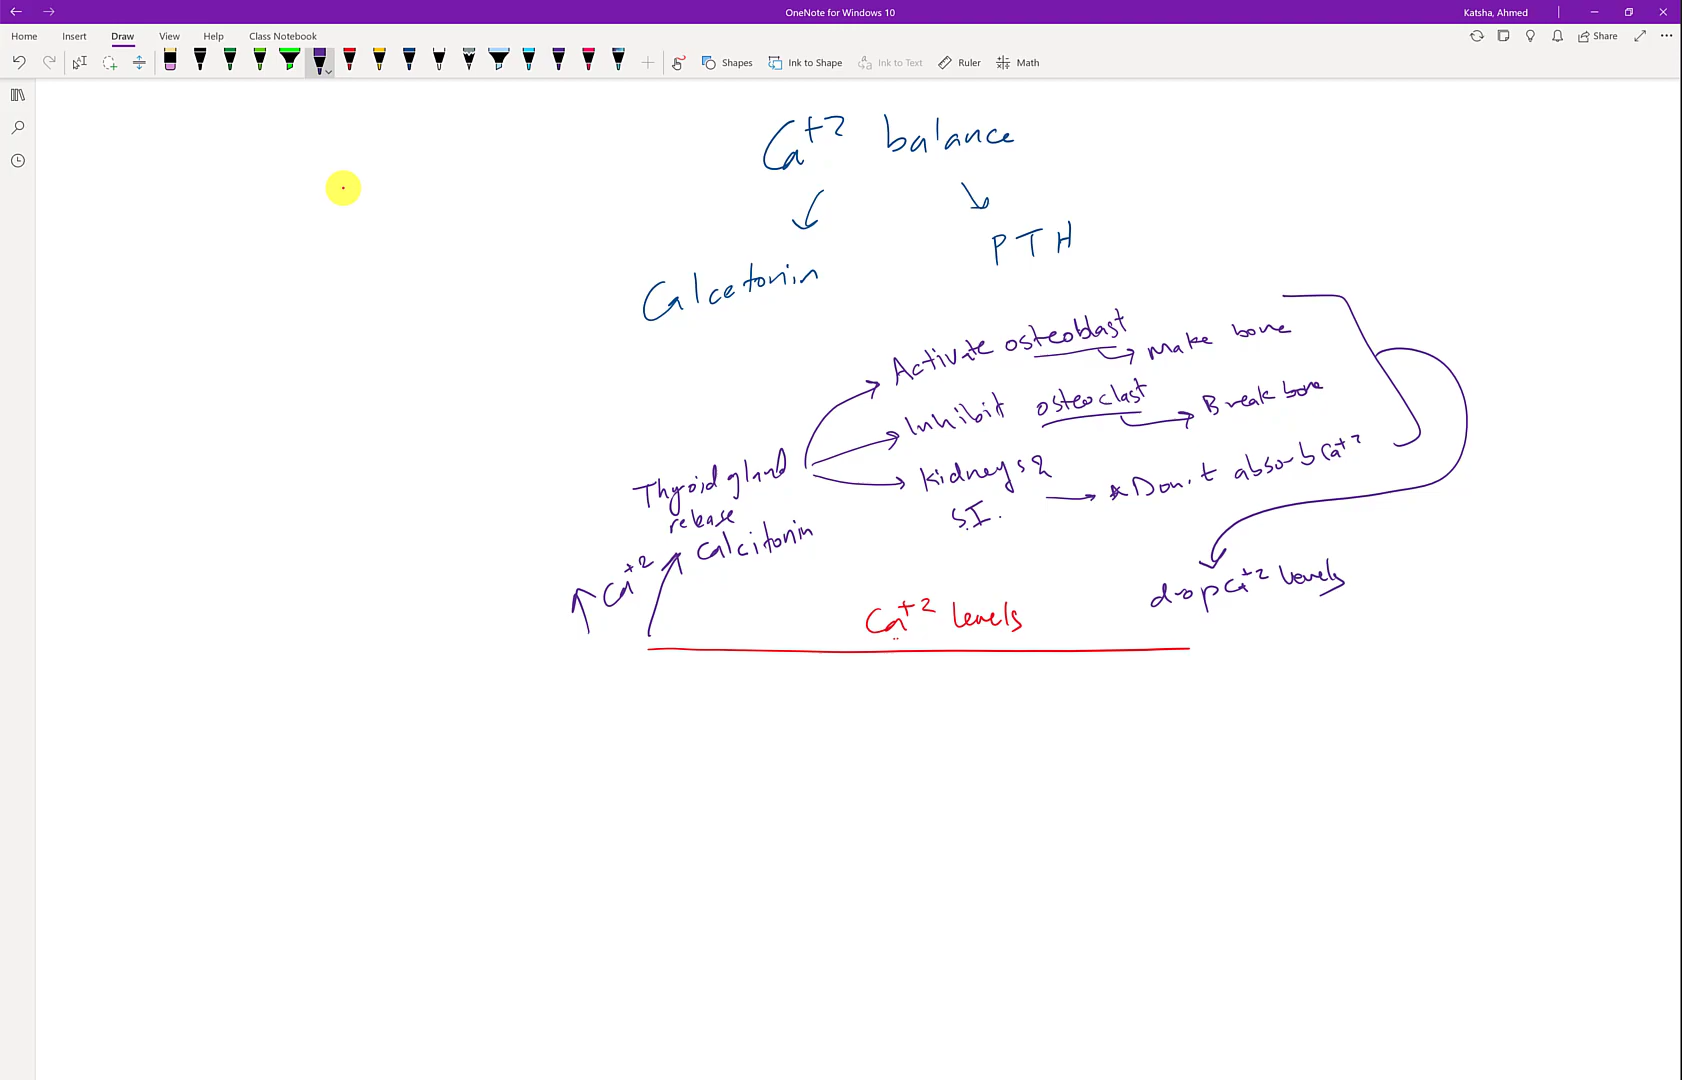 OneNote for Windows 10
Katsha, Ahmed
Home Insert Draw View Help Class Notebook
Share
Shapes Ink to Shape Ink to Text Ruler Math
Ca+2 balance
Calcetonin
PTH
Activate osteoblast make bone
Inhibit osteoclast Break bone
Kidneys &
S.I.
*Don't absorb Ca+2
Thyroid gland
release
Calcitonin
↑ Ca+2
drop Ca+2 levels
Ca+2 levels